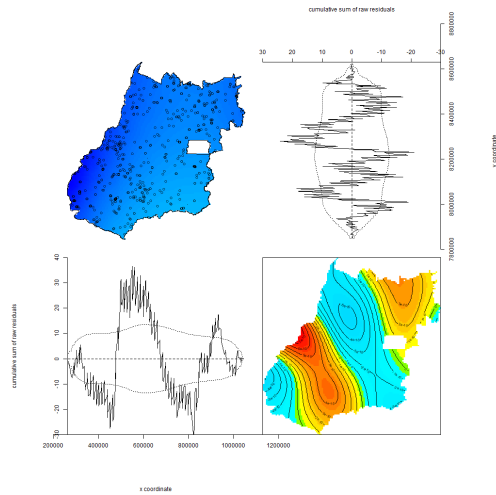 cumulative sum of raw residuals
30 20 10 0 -10 -20 -30
8800000
8600000
8400000
8200000
8000000
7800000
y coordinate
40
30
20
10
0
-10
-20
-30
cumulative sum of raw residuals
200000 400000 600000 800000 1000000 1200000
x coordinate